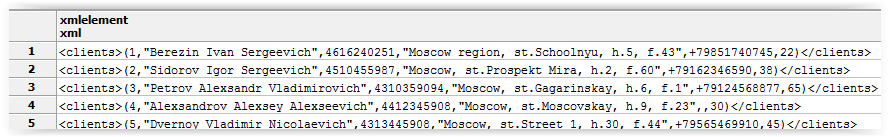 xmlelement
xml
1 <clients>(1,"Berezin Ivan Sergeevich",4616240251,"Moscow region, st.Schoolnyu, h.5, f.43",+79851740745,22)</clients>
2 <clients>(2,"Sidorov Igor Sergeevich",4510455987,"Moscow, st.Prospekt Mira, h.2, f.60",+79162346590,38)</clients>
3 <clients>(3,"Petrov Alexsandr Vladimirovich",4310359094,"Moscow, st.Gagarinskay, h.6, f.1",+79124568877,65)</clients>
4 <clients>(4,"Alexsandrov Alexsey Alexseevich",4412345908,"Moscow, st.Moscovskay, h.9, f.23",,30)</clients>
5 <clients>(5,"Dvernoy Vladimir Nicolaevich",4313445908,"Moscow, st.Street 1, h.30, f.44",+79565469910,45)</clients>